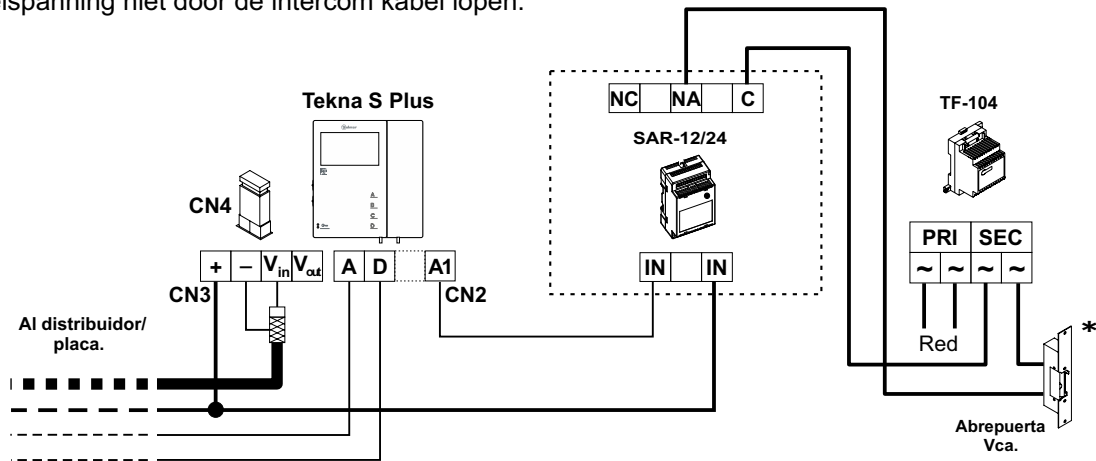 elspanning niet door de intercom kabel lopen.
NC NA C
Tekna S Plus
TF-104
SAR-12/24
CN4
A
B
C
D
PRI SEC
+ – Vin Vout A D A1
IN IN
~ ~ ~ ~
CN3
CN2
Al distribuidor/
placa.
Red
*
Abrepuerta
Vca.